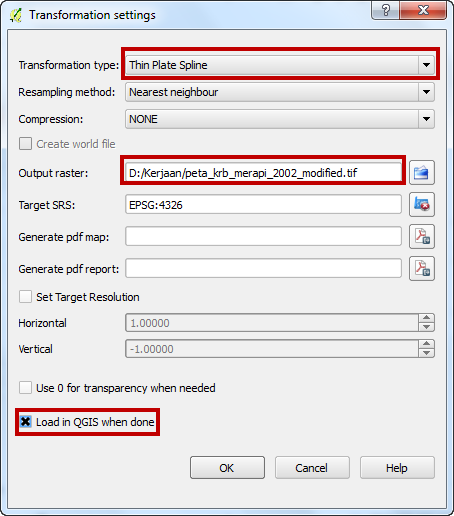 Transformation settings
Transformation type: Thin Plate Spline
Resampling method: Nearest neighbour
Compression: NONE
Create world file
Output raster: D:/Kerjaan/peta_krb_merapi_2002_modified.tif
Target SRS: EPSG:4326
Generate pdf map:
Generate pdf report:
Set Target Resolution
Horizontal 1.00000
Vertical -1.00000
Use 0 for transparency when needed
Load in QGIS when done
OK Cancel Help